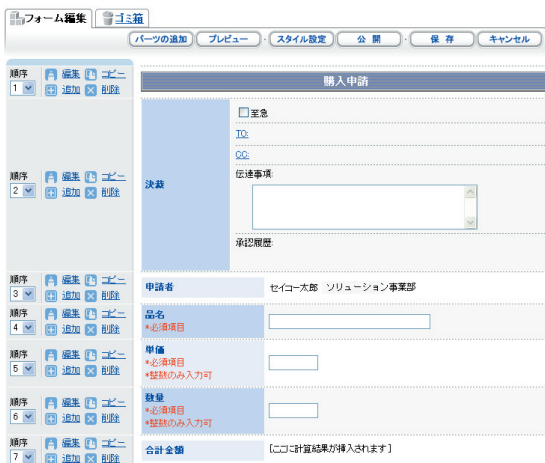 フォーム編集 ゴミ箱
パーツの追加 プレビュー スタイル設定 公 開 保 存 キャンセル
順序 編集 コピー
1 追加 削除
購入申請
至急
TO:
CC:
順序 編集 コピー
2 追加 削除
決裁
伝達事項:
承認履歴:
順序 編集 コピー
3 追加 削除
申請者 セイコー太郎 ソリューション事業部
順序 編集 コピー
4 追加 削除
品名
*必須項目
順序 編集 コピー
5 追加 削除
単価
*必須項目
*整数のみ入力可
順序 編集 コピー
6 追加 削除
数量
*必須項目
*整数のみ入力可
順序 編集 コピー
7 追加 削除
合計金額 [ここに計算結果が挿入されます]